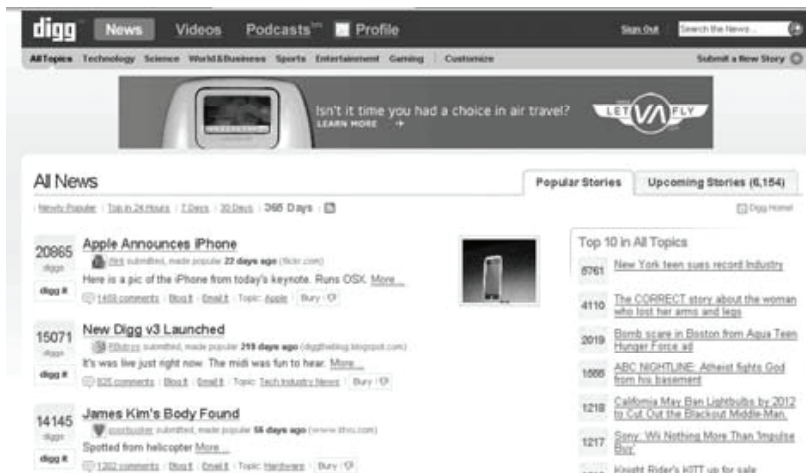 digg News Videos Podcasts Profile Sign Out Search the News...
All Topics Technology Science World & Business Sports Entertainment Gaming Customize Submit a New Story
Isn't it time you had a choice in air travel?
LEARN MORE
LET VA FLY
All News
Popular Stories Upcoming Stories (6,154)
Newly Popular Top in 24 Hours 7 Days 30 Days 365 Days
Digg Home
20865 diggs
digg it
Apple Announces iPhone
submitted, made popular 22 days ago (flickr.com)
Here is a pic of the iPhone from today's keynote. Runs OSX. More...
comments Blog It Email It Topic: Apple Bury
15071 diggs
digg it
New Digg v3 Launched
submitted, made popular 219 days ago (diggtheblog.blogspot.com)
It's was live just right now. The midi was fun to hear. More...
825 comments Blog It Email It Topic: Tech Industry News Bury
14145 diggs
digg it
James Kim's Body Found
submitted, made popular 56 days ago
Spotted from helicopter More...
1202 comments Blog It Email It Topic: Hardware Bury
Top 10 in All Topics
New York teen sues record Industry
4110 The CORRECT story about the woman
who lost her arms and legs
2019 Bomb scare in Boston from Aqua Teen
Hunger Force ad
ABC NIGHTLINE: Atheist fights God
from his basement
1218 California May Ban Lightbulbs by 2012
to Cut Out the Blackout Middle-Man.
1217 Sony: Wii Nothing More Than 'Impulse
Buy'
Knight Rider's KITT up for sale